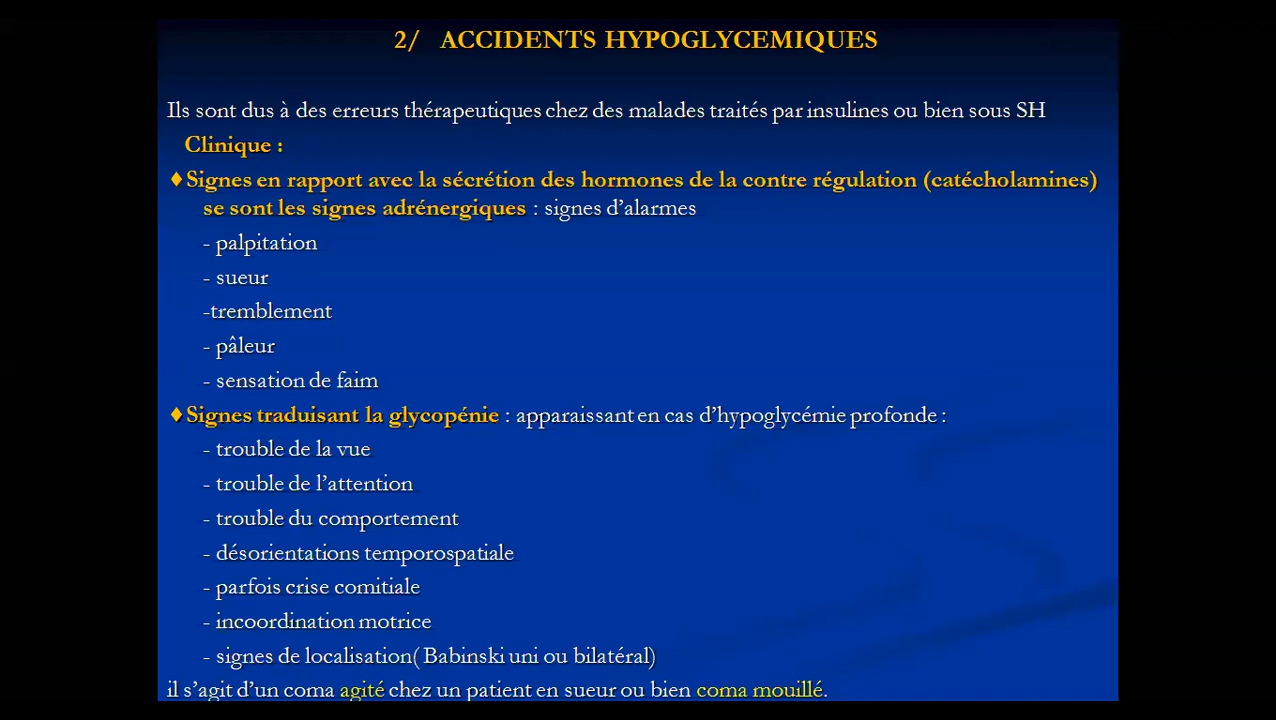 2/ ACCIDENTS HYPOGLYCEMIQUES
Ils sont dus à des erreurs thérapeutiques chez des malades traités par insulines ou bien sous SH
Clinique :
♦Signes en rapport avec la sécrétion des hormones de la contre régulation (catécholamines)
se sont les signes adrénergiques : signes d’alarmes
- palpitation
- sueur
-tremblement
- pâleur
- sensation de faim
♦Signes traduisant la glycopénie : apparaissant en cas d’hypoglycémie profonde :
- trouble de la vue
- trouble de l’attention
- trouble du comportement
- désorientations temporospatiale
- parfois crise comitiale
- incoordination motrice
- signes de localisation( Babinski uni ou bilatéral)
il s’agit d’un coma agité chez un patient en sueur ou bien coma mouillé.